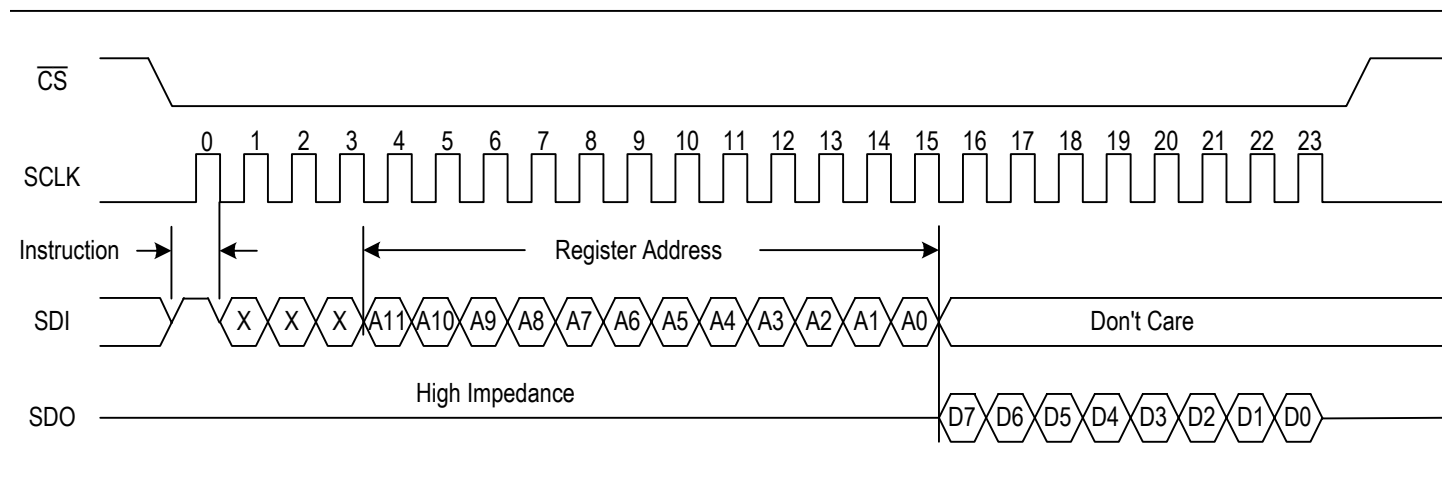 CS
0 1 2 3 4 5 6 7 8 9 10 11 12 13 14 15 16 17 18 19 20 21 22 23
SCLK
Instruction
Register Address
SDI
X X X A11 A10 A9 A8 A7 A6 A5 A4 A3 A2 A1 A0
Don't Care
High Impedance
SDO
D7 D6 D5 D4 D3 D2 D1 D0